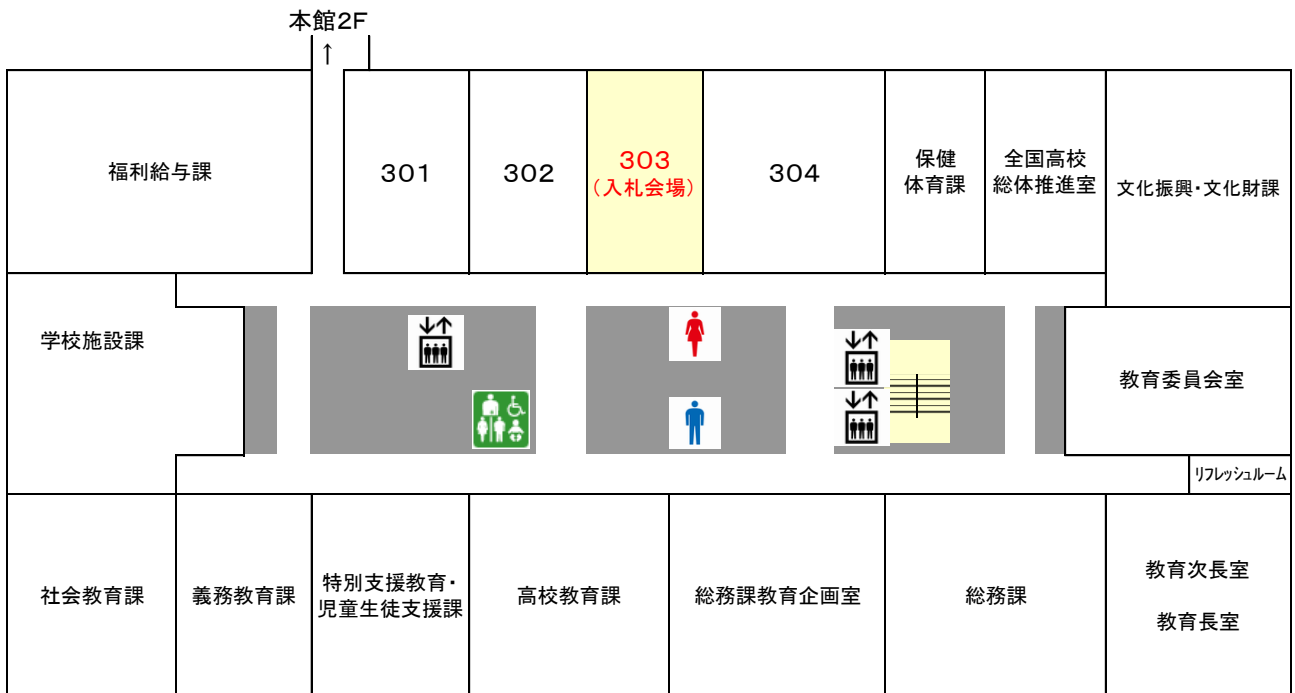 本館2F
↑
福利給与課
301
302
303
（入札会場）
304
保健
体育課
全国高校
総体推進室
文化振興・文化財課
学校施設課
教育委員会室
リフレッシュルーム
社会教育課
義務教育課
特別支援教育・
児童生徒支援課
高校教育課
総務課教育企画室
総務課
教育次長室
教育長室